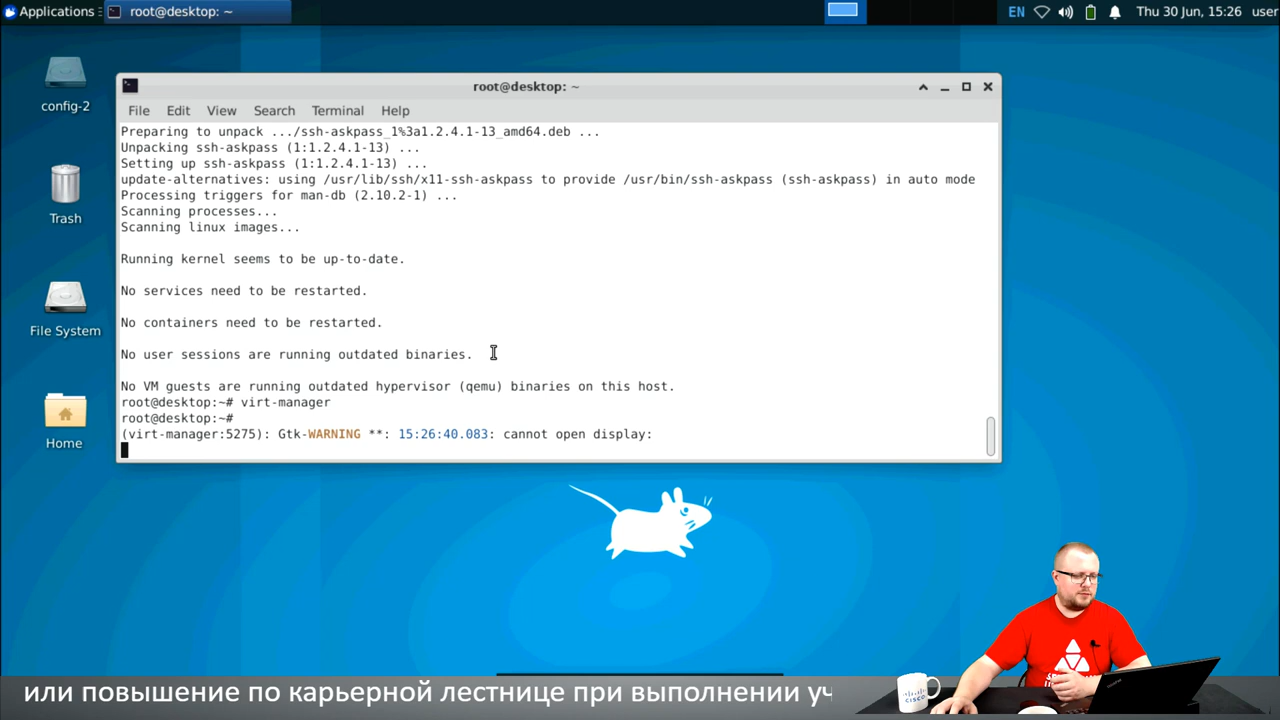 Applications
root@desktop: ~
EN
Thu 30 Jun, 15:26
user
config-2
Trash
File System
Home
root@desktop: ~
File Edit View Search Terminal Help
Preparing to unpack .../ssh-askpass_1%3a1.2.4.1-13_amd64.deb ...
Unpacking ssh-askpass (1:1.2.4.1-13) ...
Setting up ssh-askpass (1:1.2.4.1-13) ...
update-alternatives: using /usr/lib/ssh/x11-ssh-askpass to provide /usr/bin/ssh-askpass (ssh-askpass) in auto mode
Processing triggers for man-db (2.10.2-1) ...
Scanning processes...
Scanning linux images...
Running kernel seems to be up-to-date.
No services need to be restarted.
No containers need to be restarted.
No user sessions are running outdated binaries.
No VM guests are running outdated hypervisor (qemu) binaries on this host.
root@desktop:~# virt-manager
root@desktop:~#
(virt-manager:5275): Gtk-WARNING **: 15:26:40.083: cannot open display:
или повышение по карьерной лестнице при выполнении уч
CISCO